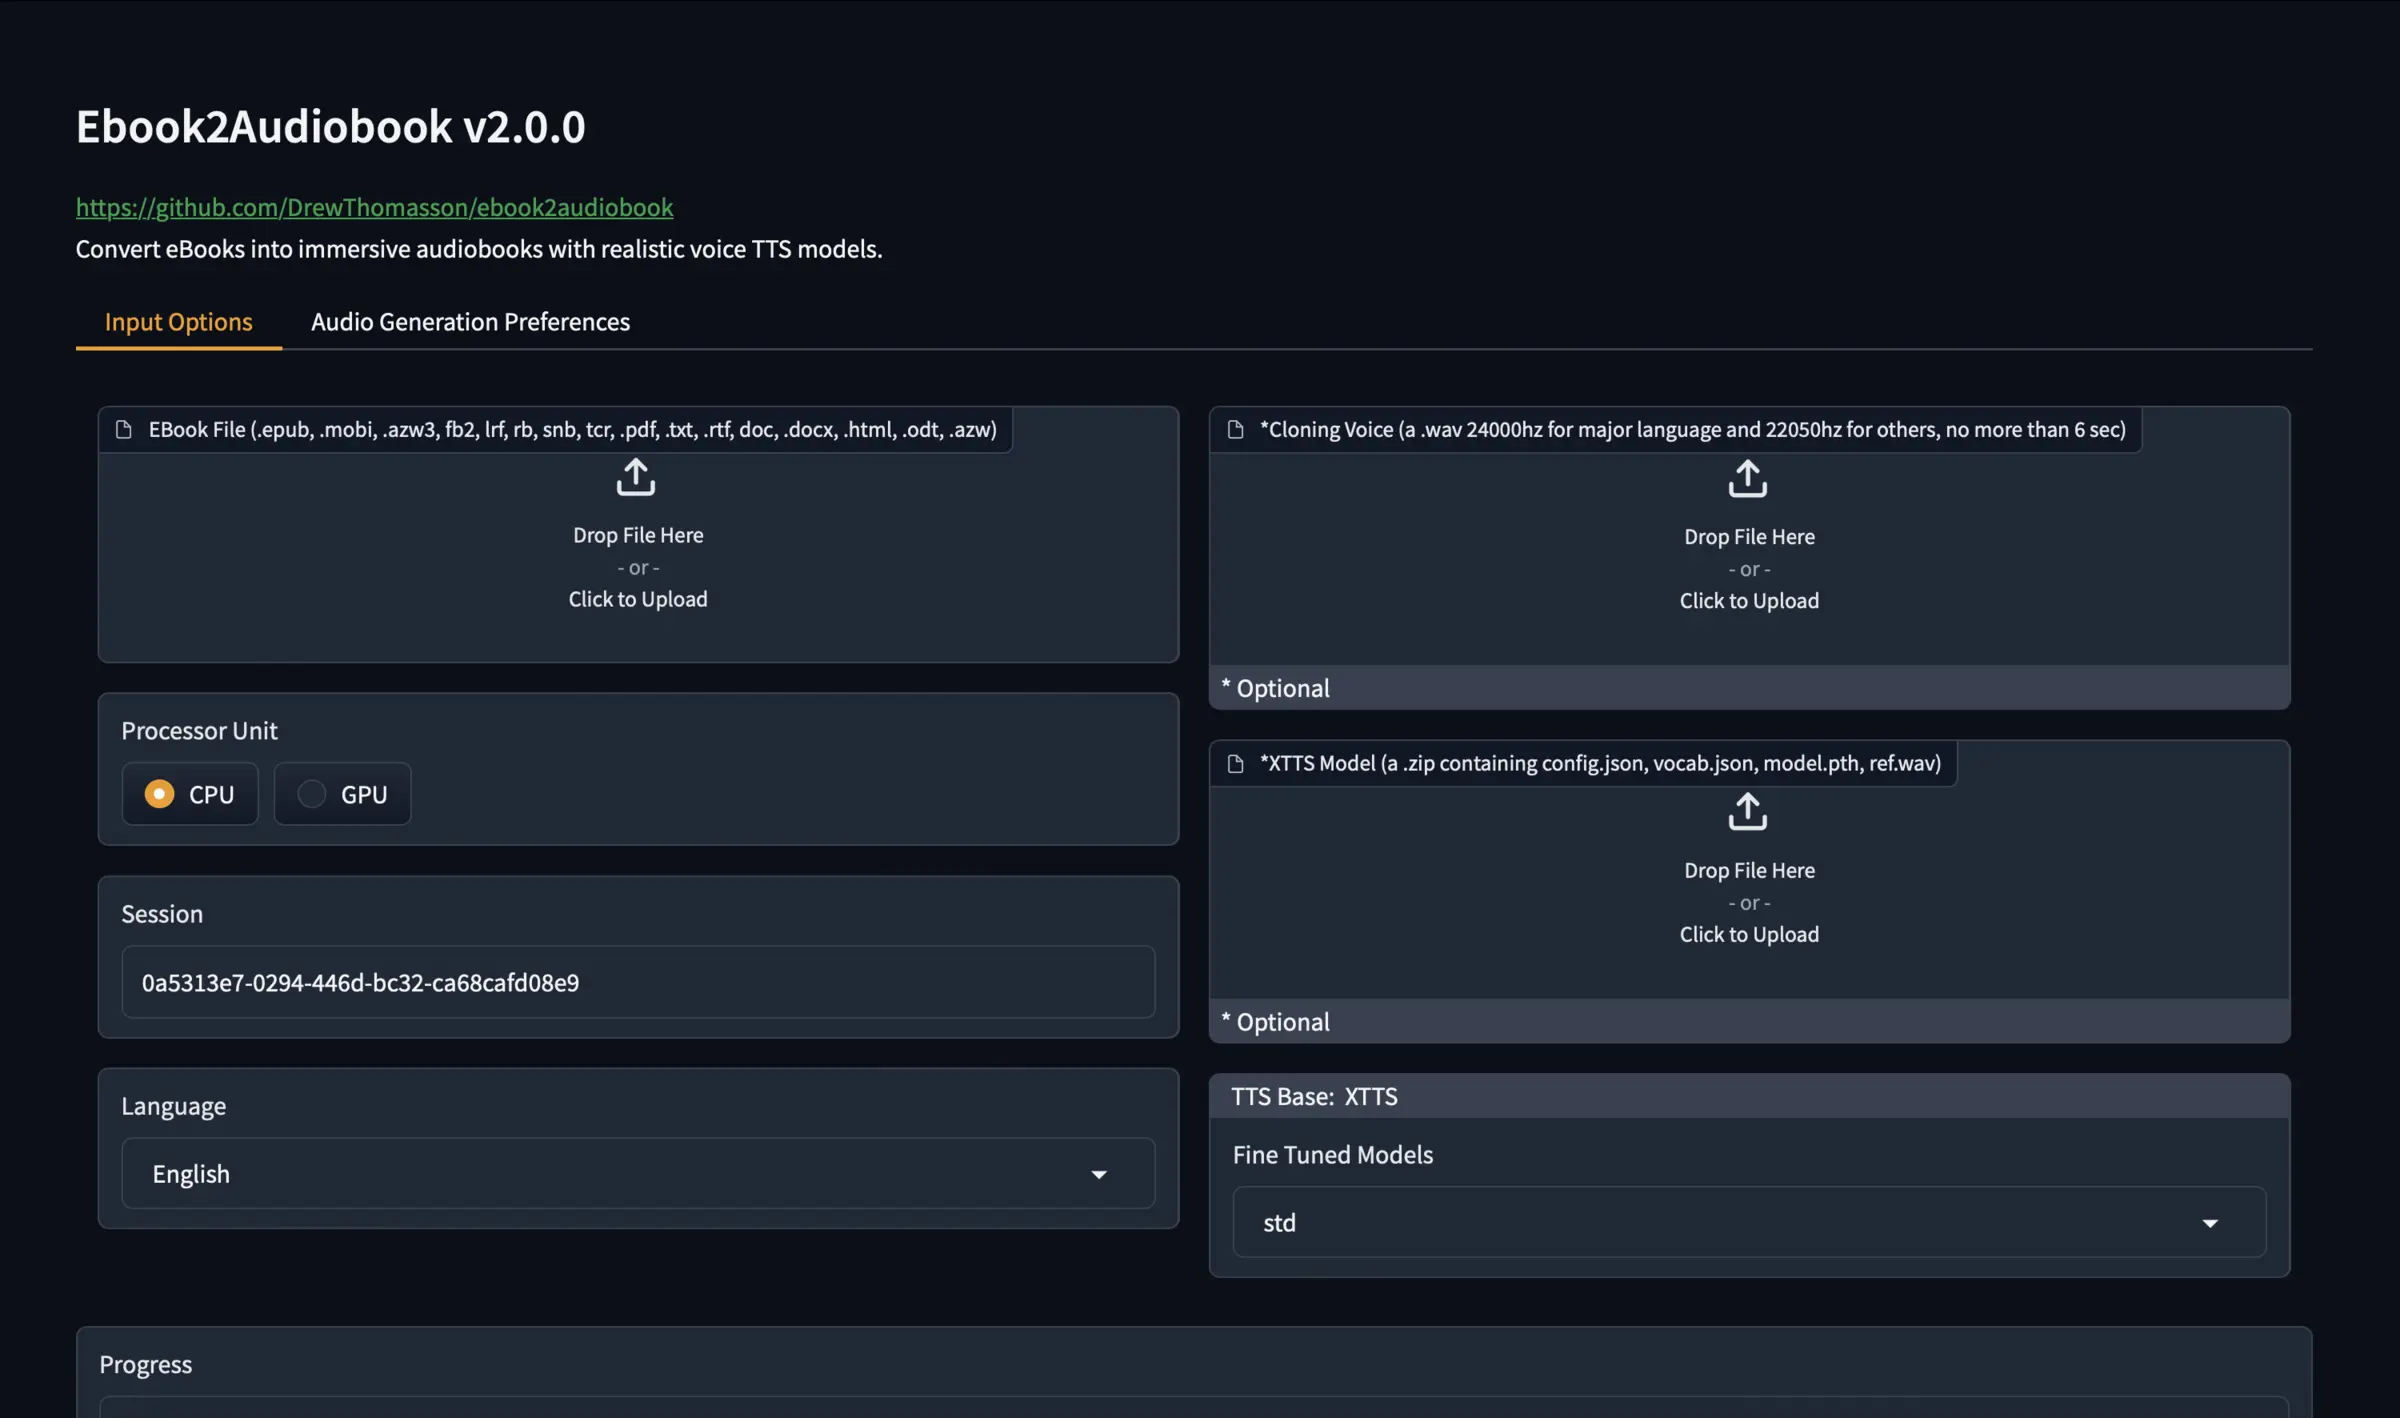 Ebook2Audiobook v2.0.0
https://github.com/DrewThomasson/ebook2audiobook
Convert eBooks into immersive audiobooks with realistic voice TTS models.
Input Options
Audio Generation Preferences
EBook File (.epub, .mobi, .azw3, fb2, lrf, rb, snb, tcr, .pdf, .txt, .rtf, doc, .docx, .html, .odt, .azw)
Drop File Here
- or -
Click to Upload
Processor Unit
CPU
GPU
Session
0a5313e7-0294-446d-bc32-ca68cafd08e9
Language
English
*Cloning Voice (a .wav 24000hz for major language and 22050hz for others, no more than 6 sec)
Drop File Here
- or -
Click to Upload
* Optional
*XTTS Model (a .zip containing config.json, vocab.json, model.pth, ref.wav)
Drop File Here
- or -
Click to Upload
* Optional
TTS Base: XTTS
Fine Tuned Models
std
Progress